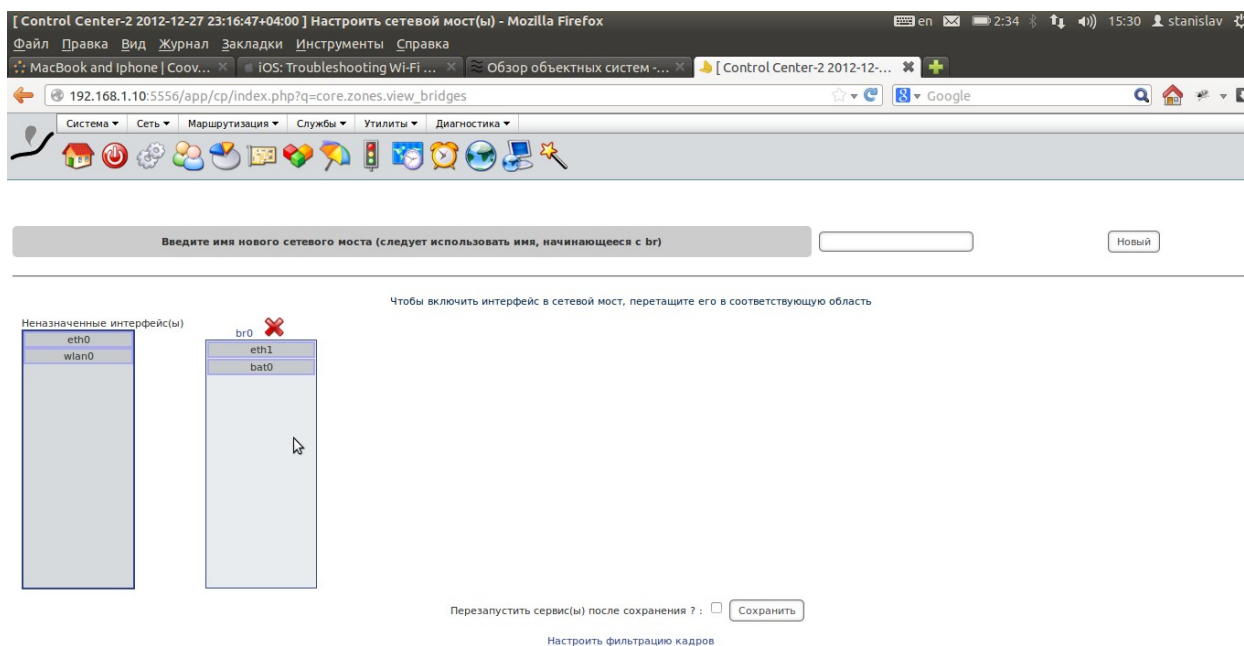 [ Control Center-2 2012-12-27 23:16:47+04:00 ] Настроить сетевой мост(ы) - Mozilla Firefox en 2:34 15:30 stanislav
Файл Правка Вид Журнал Закладки Инструменты Справка
MacBook and Iphone | Coov... iOS: Troubleshooting Wi-Fi ... Обзор объектных систем -... [ Control Center-2 2012-12-...
192.168.1.10:5556/app/cp/index.php?q=core.zones.view_bridges Google
Система Сеть Маршрутизация Службы Утилиты Диагностика
Введите имя нового сетевого моста (следует использовать имя, начинающееся с br) Новый
Чтобы включить интерфейс в сетевой мост, перетащите его в соответствующую область
Неназначенные интерфейс(ы) br0
eth0
wlan0
eth1
bat0
Перезапустить сервис(ы) после сохранения ? : Сохранить
Настроить фильтрацию кадров